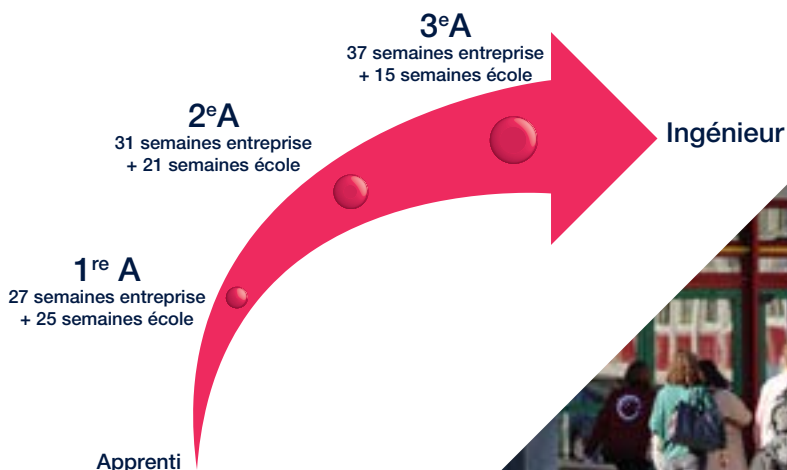 3eA
37 semaines entreprise
+ 15 semaines école
2eA
31 semaines entreprise
+ 21 semaines école
Ingénieur
1re A
27 semaines entreprise
+ 25 semaines école
Apprenti